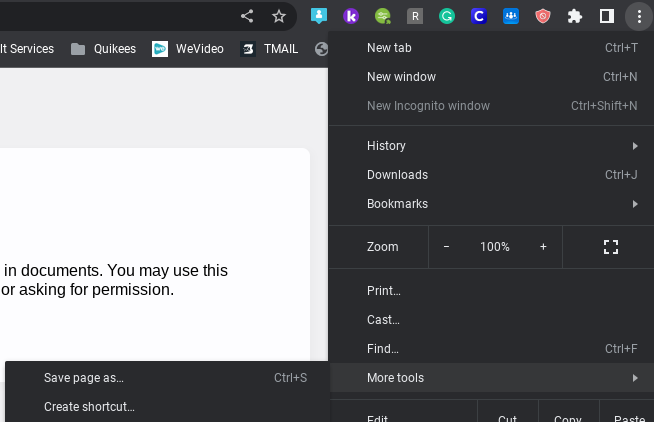 lt Services
Quikees
WeVideo
TMAIL
k
R
G
C
New tab Ctrl+T
New window Ctrl+N
New Incognito window Ctrl+Shift+N
History
Downloads Ctrl+J
Bookmarks
Zoom - 100% +
in documents. You may use this
or asking for permission.
Print...
Cast...
Find... Ctrl+F
More tools
Save page as... Ctrl+S
Create shortcut...
Edit Cut Copy Paste